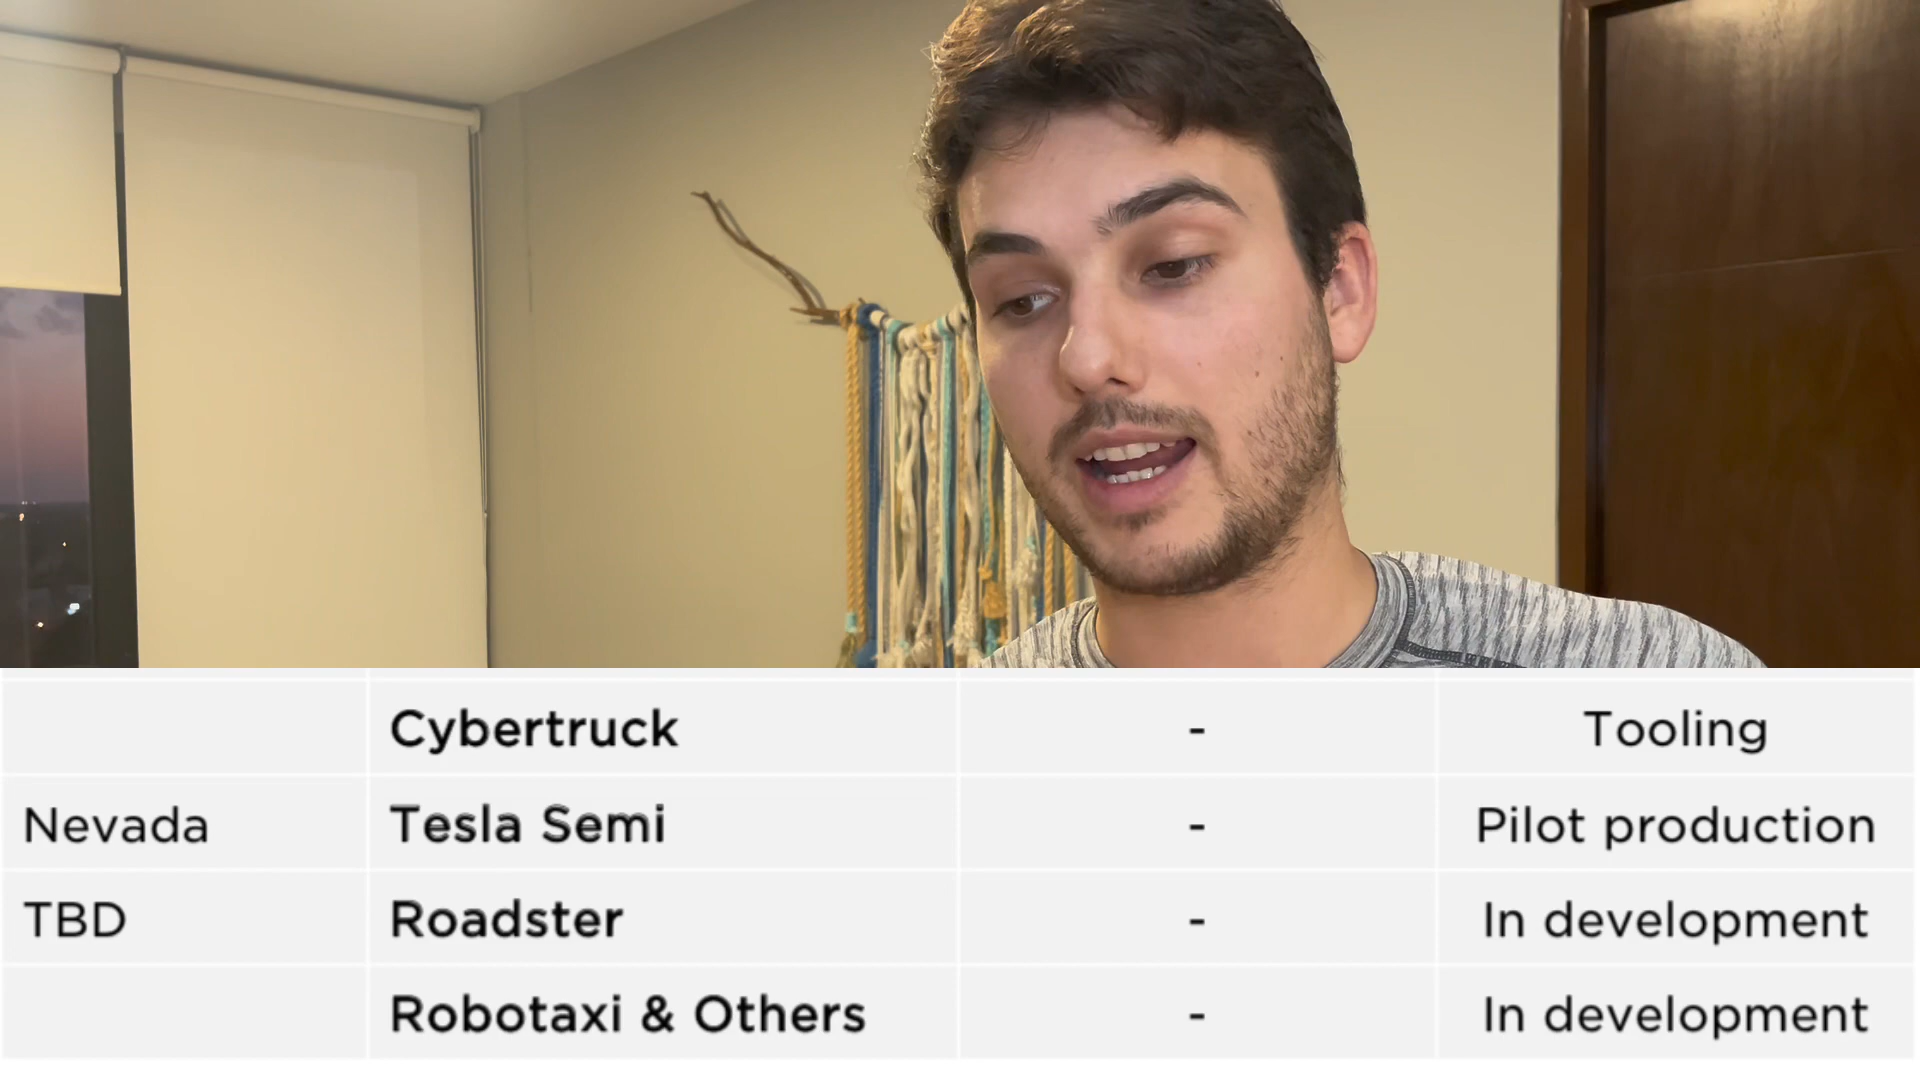 Cybertruck - Tooling
Nevada Tesla Semi - Pilot production
TBD Roadster - In development
Robotaxi & Others - In development